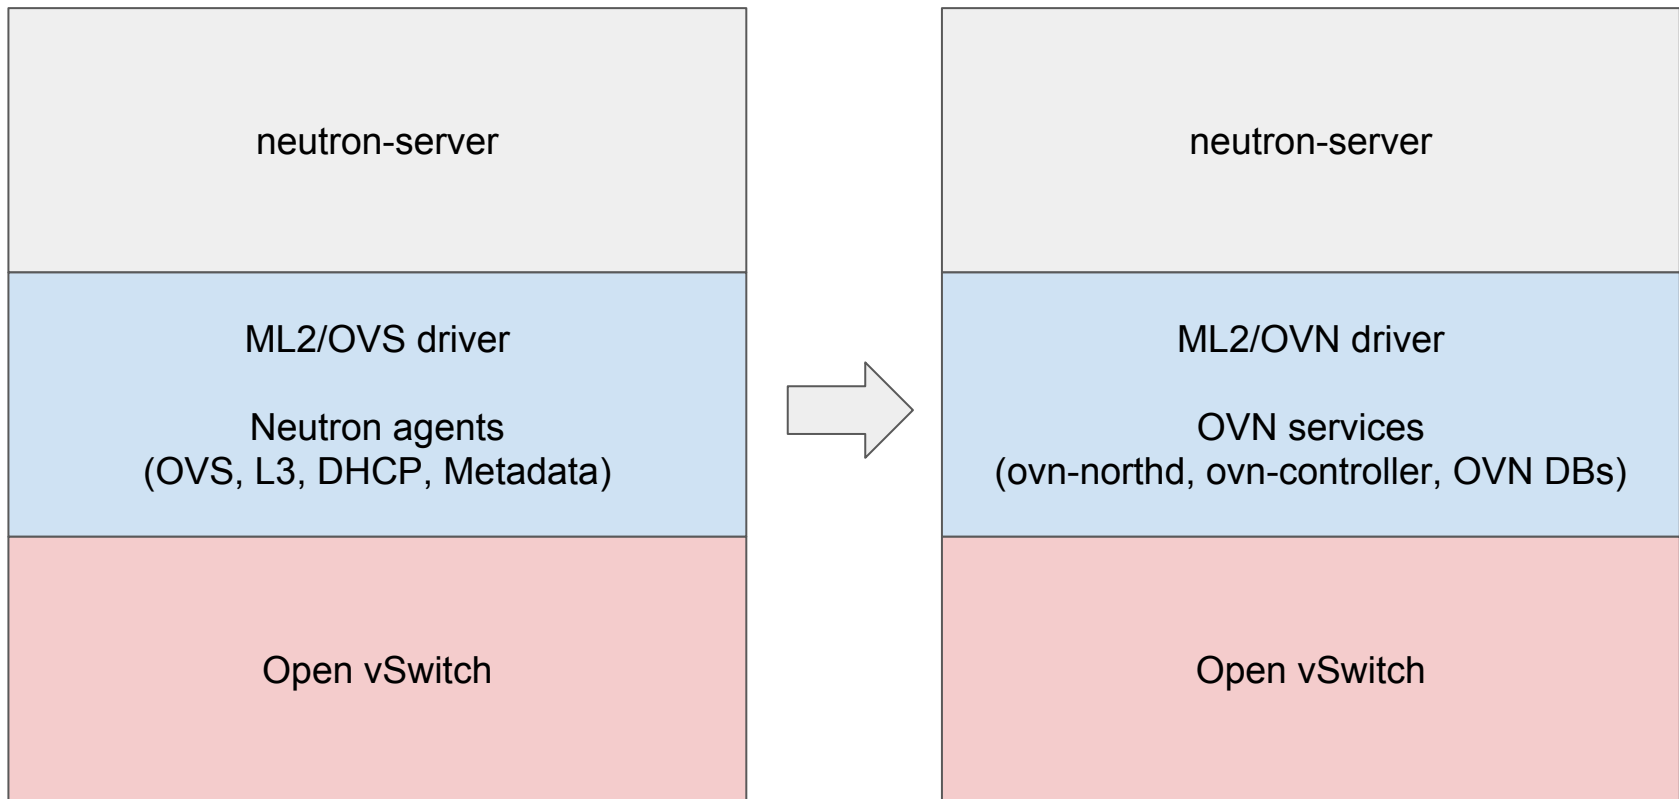 neutron-server
ML2/OVS driver
Neutron agents
(OVS, L3, DHCP, Metadata)
Open vSwitch
neutron-server
ML2/OVN driver
OVN services
(ovn-northd, ovn-controller, OVN DBs)
Open vSwitch